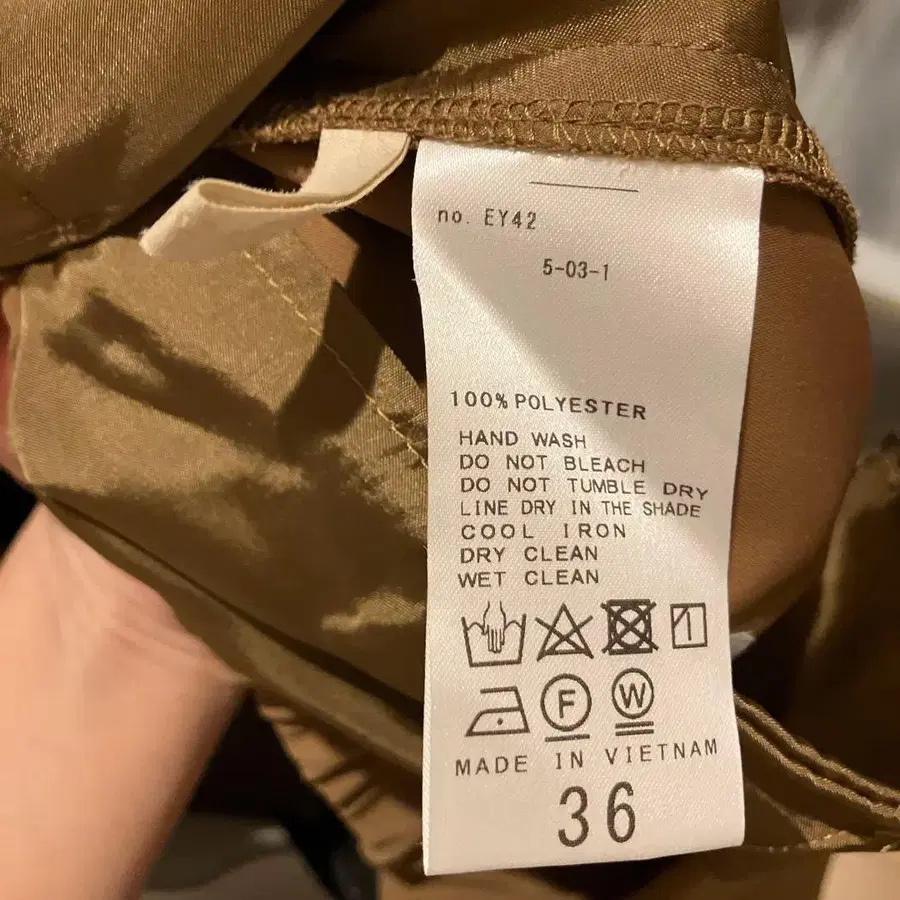 no. EY42
5-03-1
100% POLYESTER
HAND WASH
DO NOT BLEACH
DO NOT TUMBLE DRY
LINE DRY IN THE SHADE
COOL IRON
DRY CLEAN
WET CLEAN
F W
MADE IN VIETNAM
36